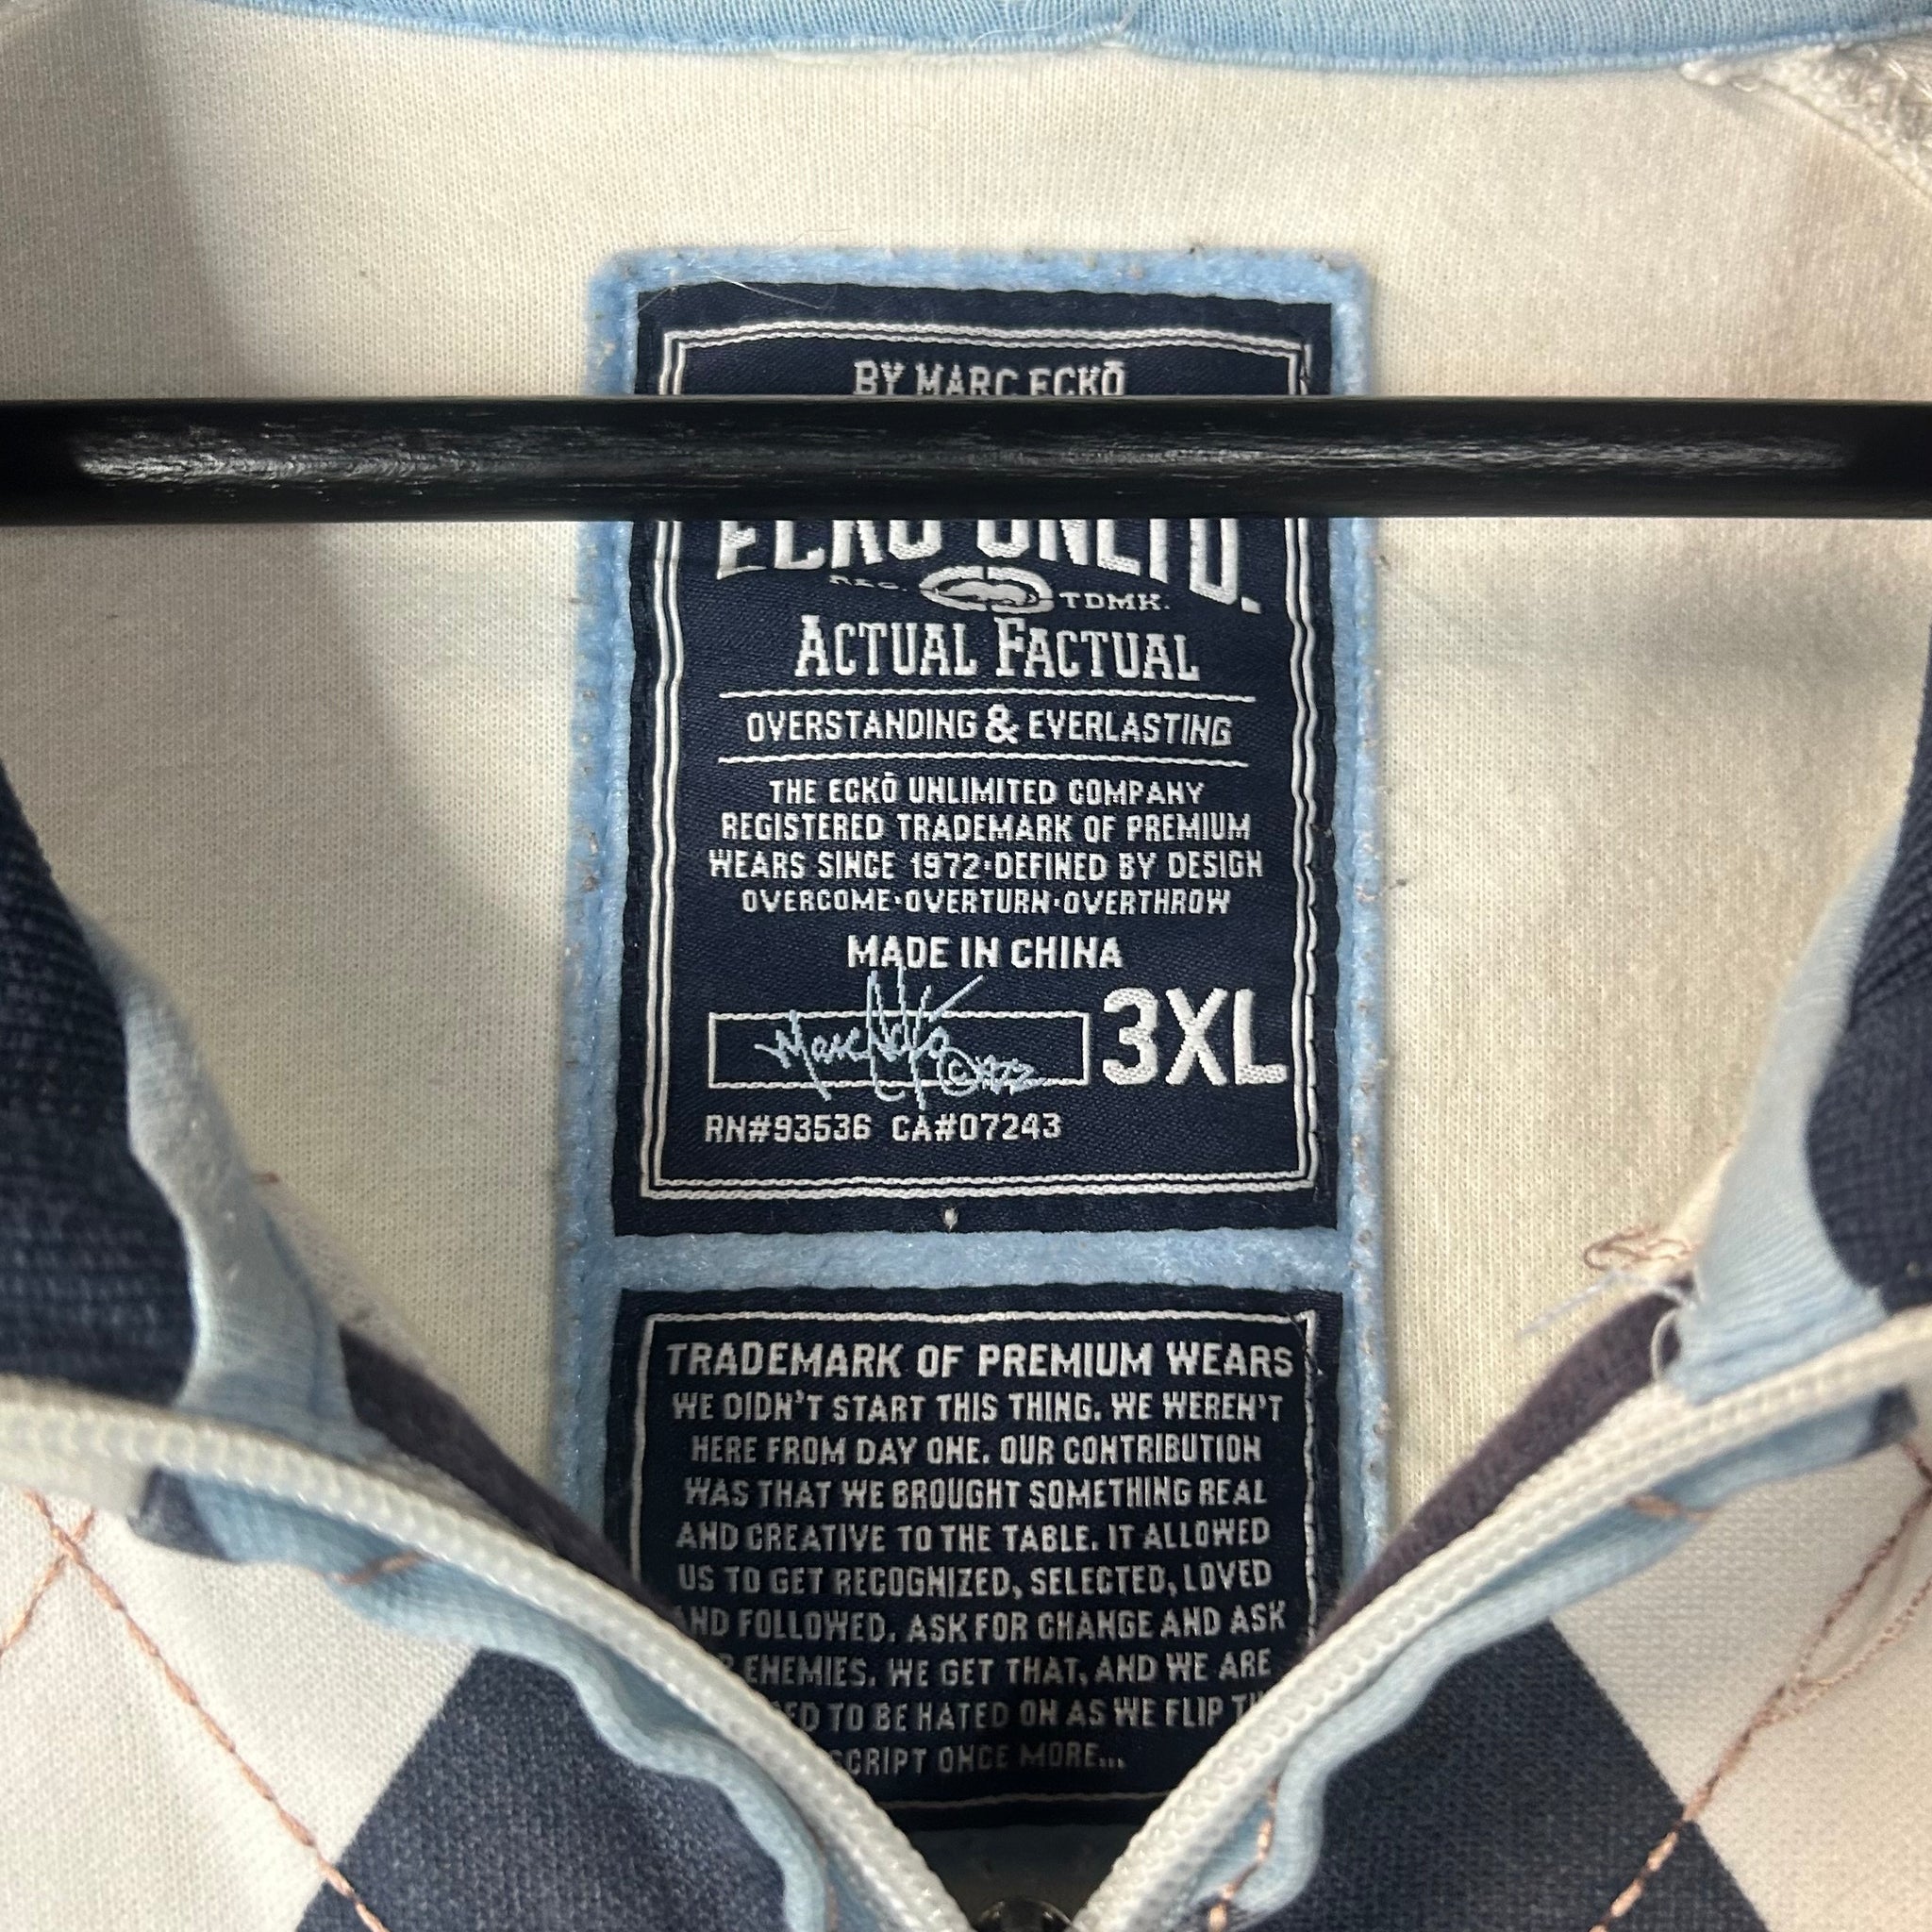 BY MARC ECKŌ
ECKŌ UNLTD.
REG. TDMK.
ACTUAL FACTUAL
OVERSTANDING & EVERLASTING
THE ECKŌ UNLIMITED COMPANY
REGISTERED TRADEMARK OF PREMIUM
WEARS SINCE 1972·DEFINED BY DESIGN
OVERCOME·OVERTURN·OVERTHROW
MADE IN CHINA
Marc Ecko ©1972
3XL
RN#93536 CA#07243
TRADEMARK OF PREMIUM WEARS
WE DIDN'T START THIS THING. WE WEREN'T
HERE FROM DAY ONE. OUR CONTRIBUTION
WAS THAT WE BROUGHT SOMETHING REAL
AND CREATIVE TO THE TABLE. IT ALLOWED
US TO GET RECOGNIZED, SELECTED, LOVED
AND FOLLOWED. ASK FOR CHANGE AND ASK
ENEMIES. WE GET THAT, AND WE ARE
TO BE HATED ON AS WE FLIP
SCRIPT ONCE MORE...